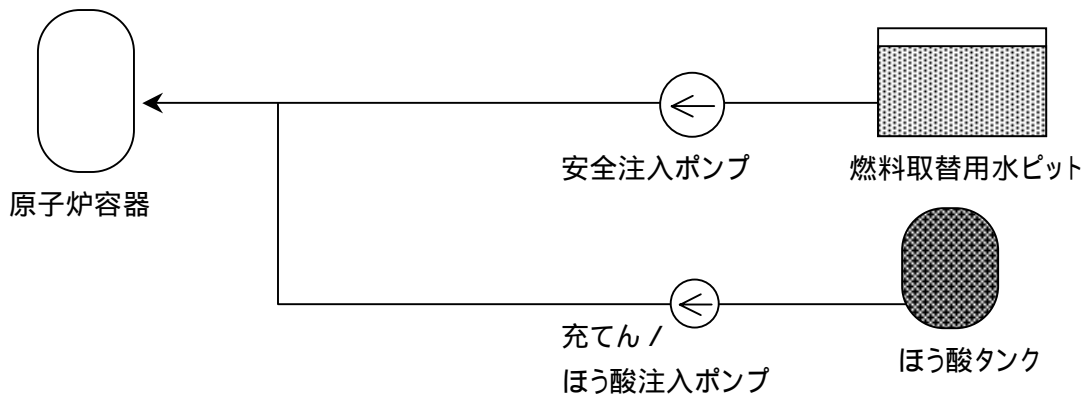 安全注入ポンプ
燃料取替用水ピット
原子炉容器
充てん /
ほう酸注入ポンプ
ほう酸タンク